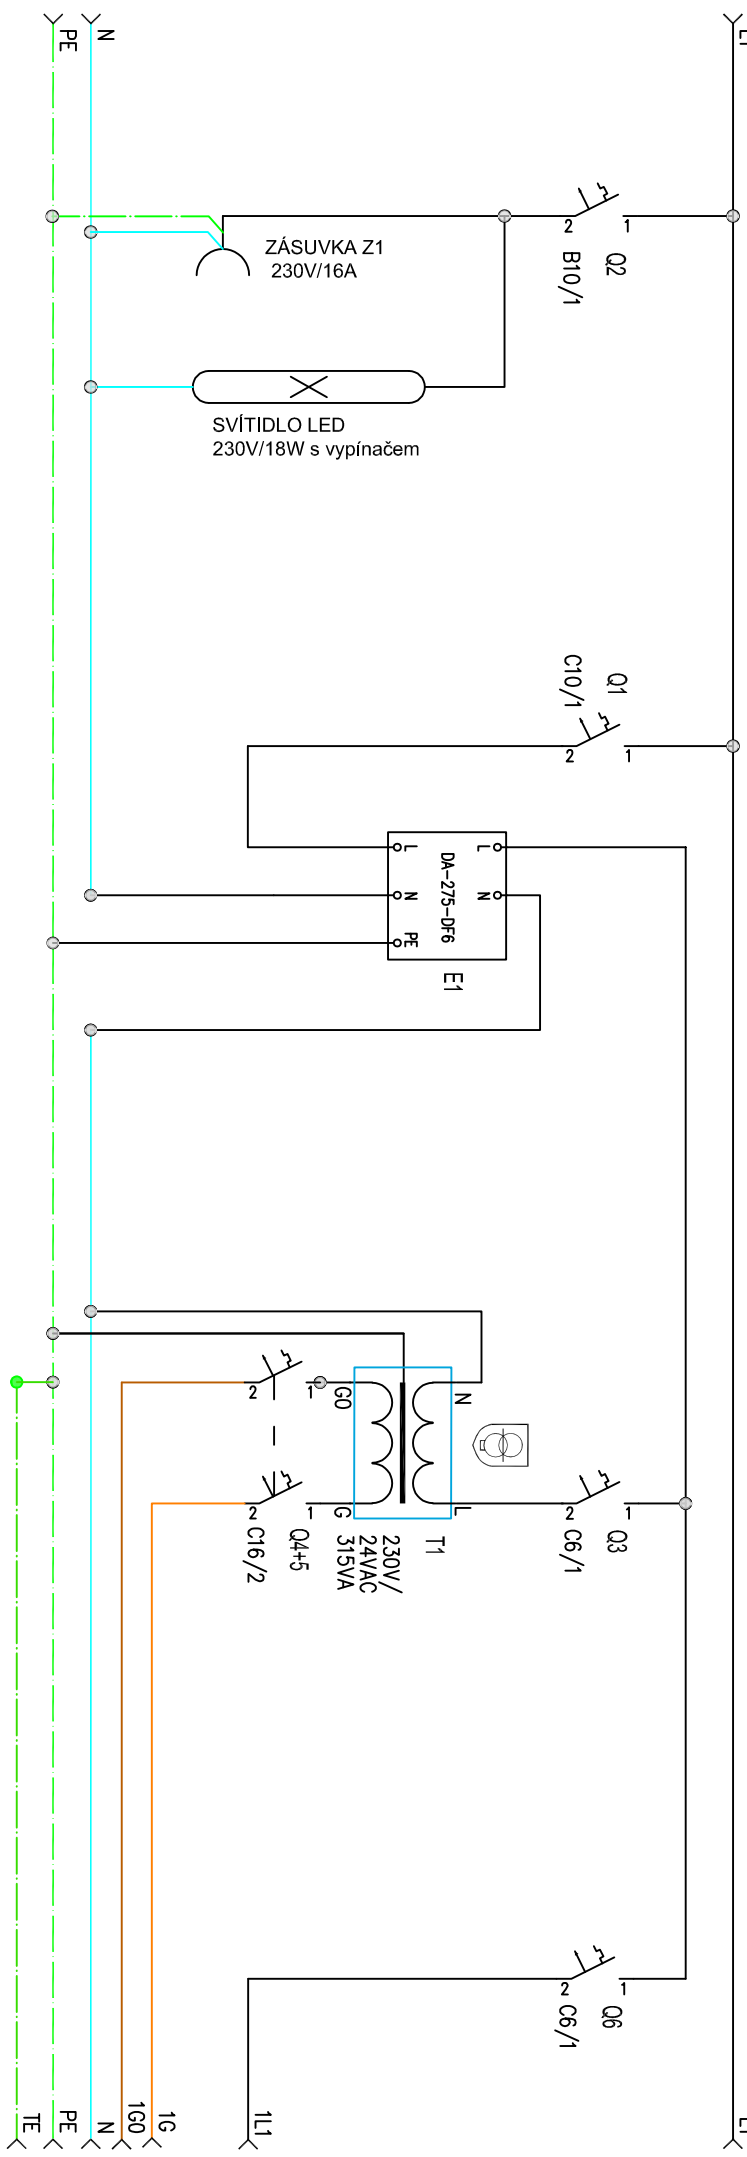 PE
N
L1
ZÁSUVKA Z1
230V/16A
2
1
Q2
B10/1
SVÍTIDLO LED
230V/18W s vypínačem
Q1
C10/1
2
1
L
N
PE
DA-275-DF6
L
N
E1
2
1
G0
N
2
1
G
L
2
1
Q4+5
C16/2
T1
230V/
24VAC
315VA
Q3
C6/1
2
1
Q6
C6/1
TE
PE
N
1G0
1G
1L1
L1